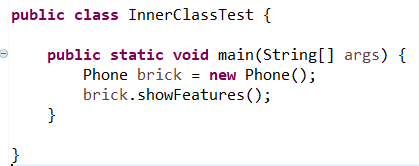 public class InnerClassTest {
public static void main(String[] args) {
Phone brick = new Phone();
brick.showFeatures();
}
}